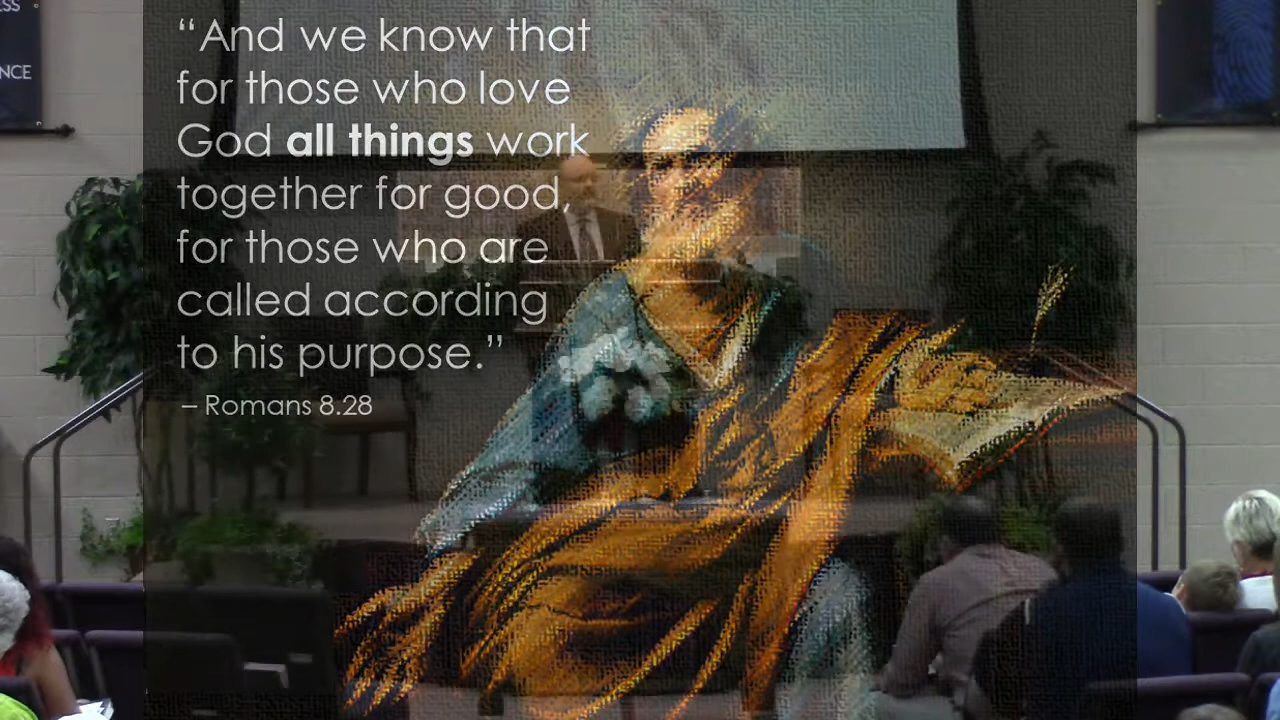 “And we know that
for those who love
God all things work
together for good,
for those who are
called according
to his purpose.”
– Romans 8.28
NCE